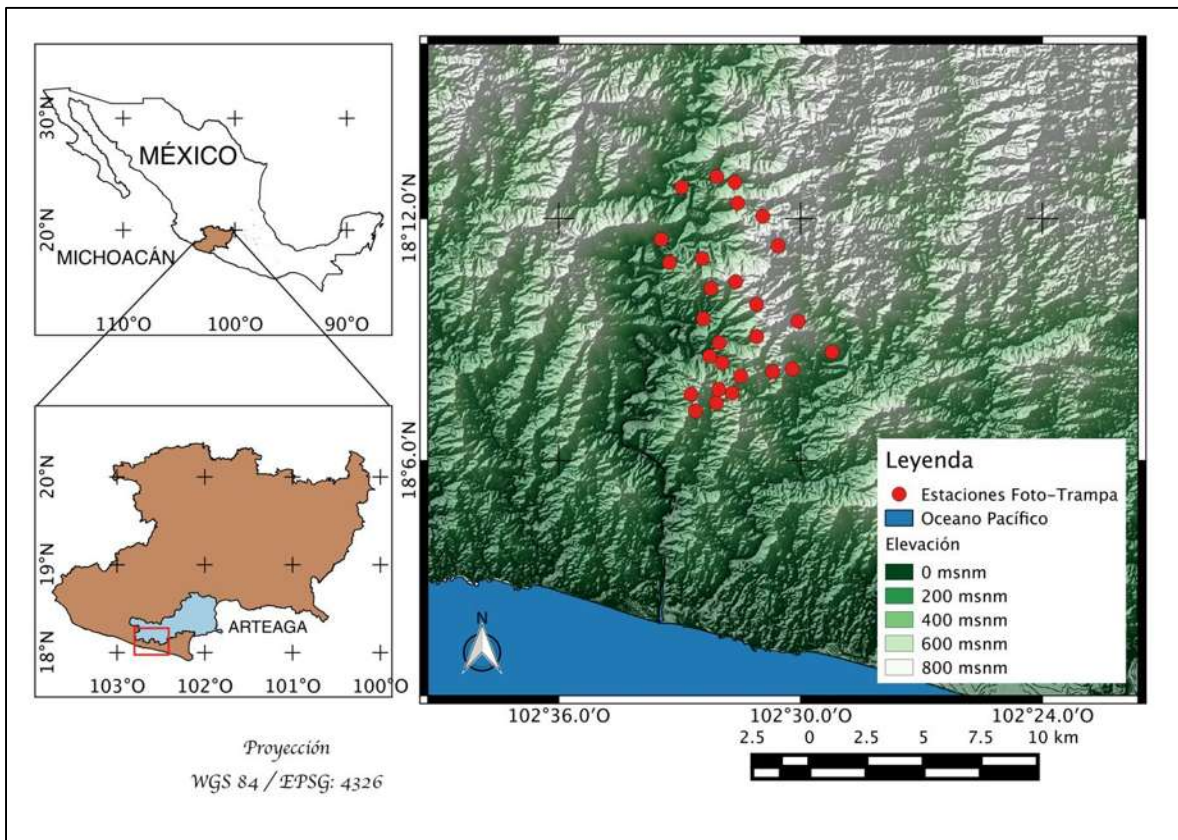 30°N
MÉXICO
20°N
MICHOACÁN
110°O
100°O
90°O
20°N
19°N
ARTEAGA
18°N
103°O
102°O
101°O
100°O
Proyección
WGS 84 / EPSG: 4326
18°12.0'N
18°6.0'N
Leyenda
Estaciones Foto-Trampa
Oceano Pacífico
Elevación
0 msnm
200 msnm
400 msnm
600 msnm
800 msnm
N
102°36.0'O
102°30.0'O
102°24.0'O
2.5 0 2.5 5 7.5 10 km